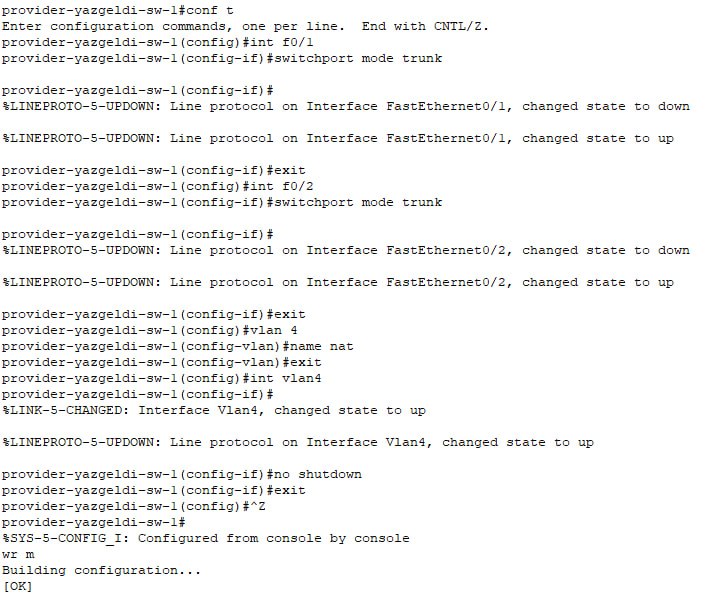 provider-yazgeldi-sw-1#conf t
Enter configuration commands, one per line.  End with CNTL/Z.
provider-yazgeldi-sw-1(config)#int f0/1
provider-yazgeldi-sw-1(config-if)#switchport mode trunk
provider-yazgeldi-sw-1(config-if)#
%LINEPROTO-5-UPDOWN: Line protocol on Interface FastEthernet0/1, changed state to down
%LINEPROTO-5-UPDOWN: Line protocol on Interface FastEthernet0/1, changed state to up
provider-yazgeldi-sw-1(config-if)#exit
provider-yazgeldi-sw-1(config)#int f0/2
provider-yazgeldi-sw-1(config-if)#switchport mode trunk
provider-yazgeldi-sw-1(config-if)#
%LINEPROTO-5-UPDOWN: Line protocol on Interface FastEthernet0/2, changed state to down
%LINEPROTO-5-UPDOWN: Line protocol on Interface FastEthernet0/2, changed state to up
provider-yazgeldi-sw-1(config-if)#exit
provider-yazgeldi-sw-1(config)#vlan 4
provider-yazgeldi-sw-1(config-vlan)#name nat
provider-yazgeldi-sw-1(config-vlan)#exit
provider-yazgeldi-sw-1(config)#int vlan4
provider-yazgeldi-sw-1(config-if)#
%LINK-5-CHANGED: Interface Vlan4, changed state to up
%LINEPROTO-5-UPDOWN: Line protocol on Interface Vlan4, changed state to up
provider-yazgeldi-sw-1(config-if)#no shutdown
provider-yazgeldi-sw-1(config-if)#exit
provider-yazgeldi-sw-1(config)#^Z
provider-yazgeldi-sw-1#
%SYS-5-CONFIG_I: Configured from console by console
wr m
Building configuration...
[OK]